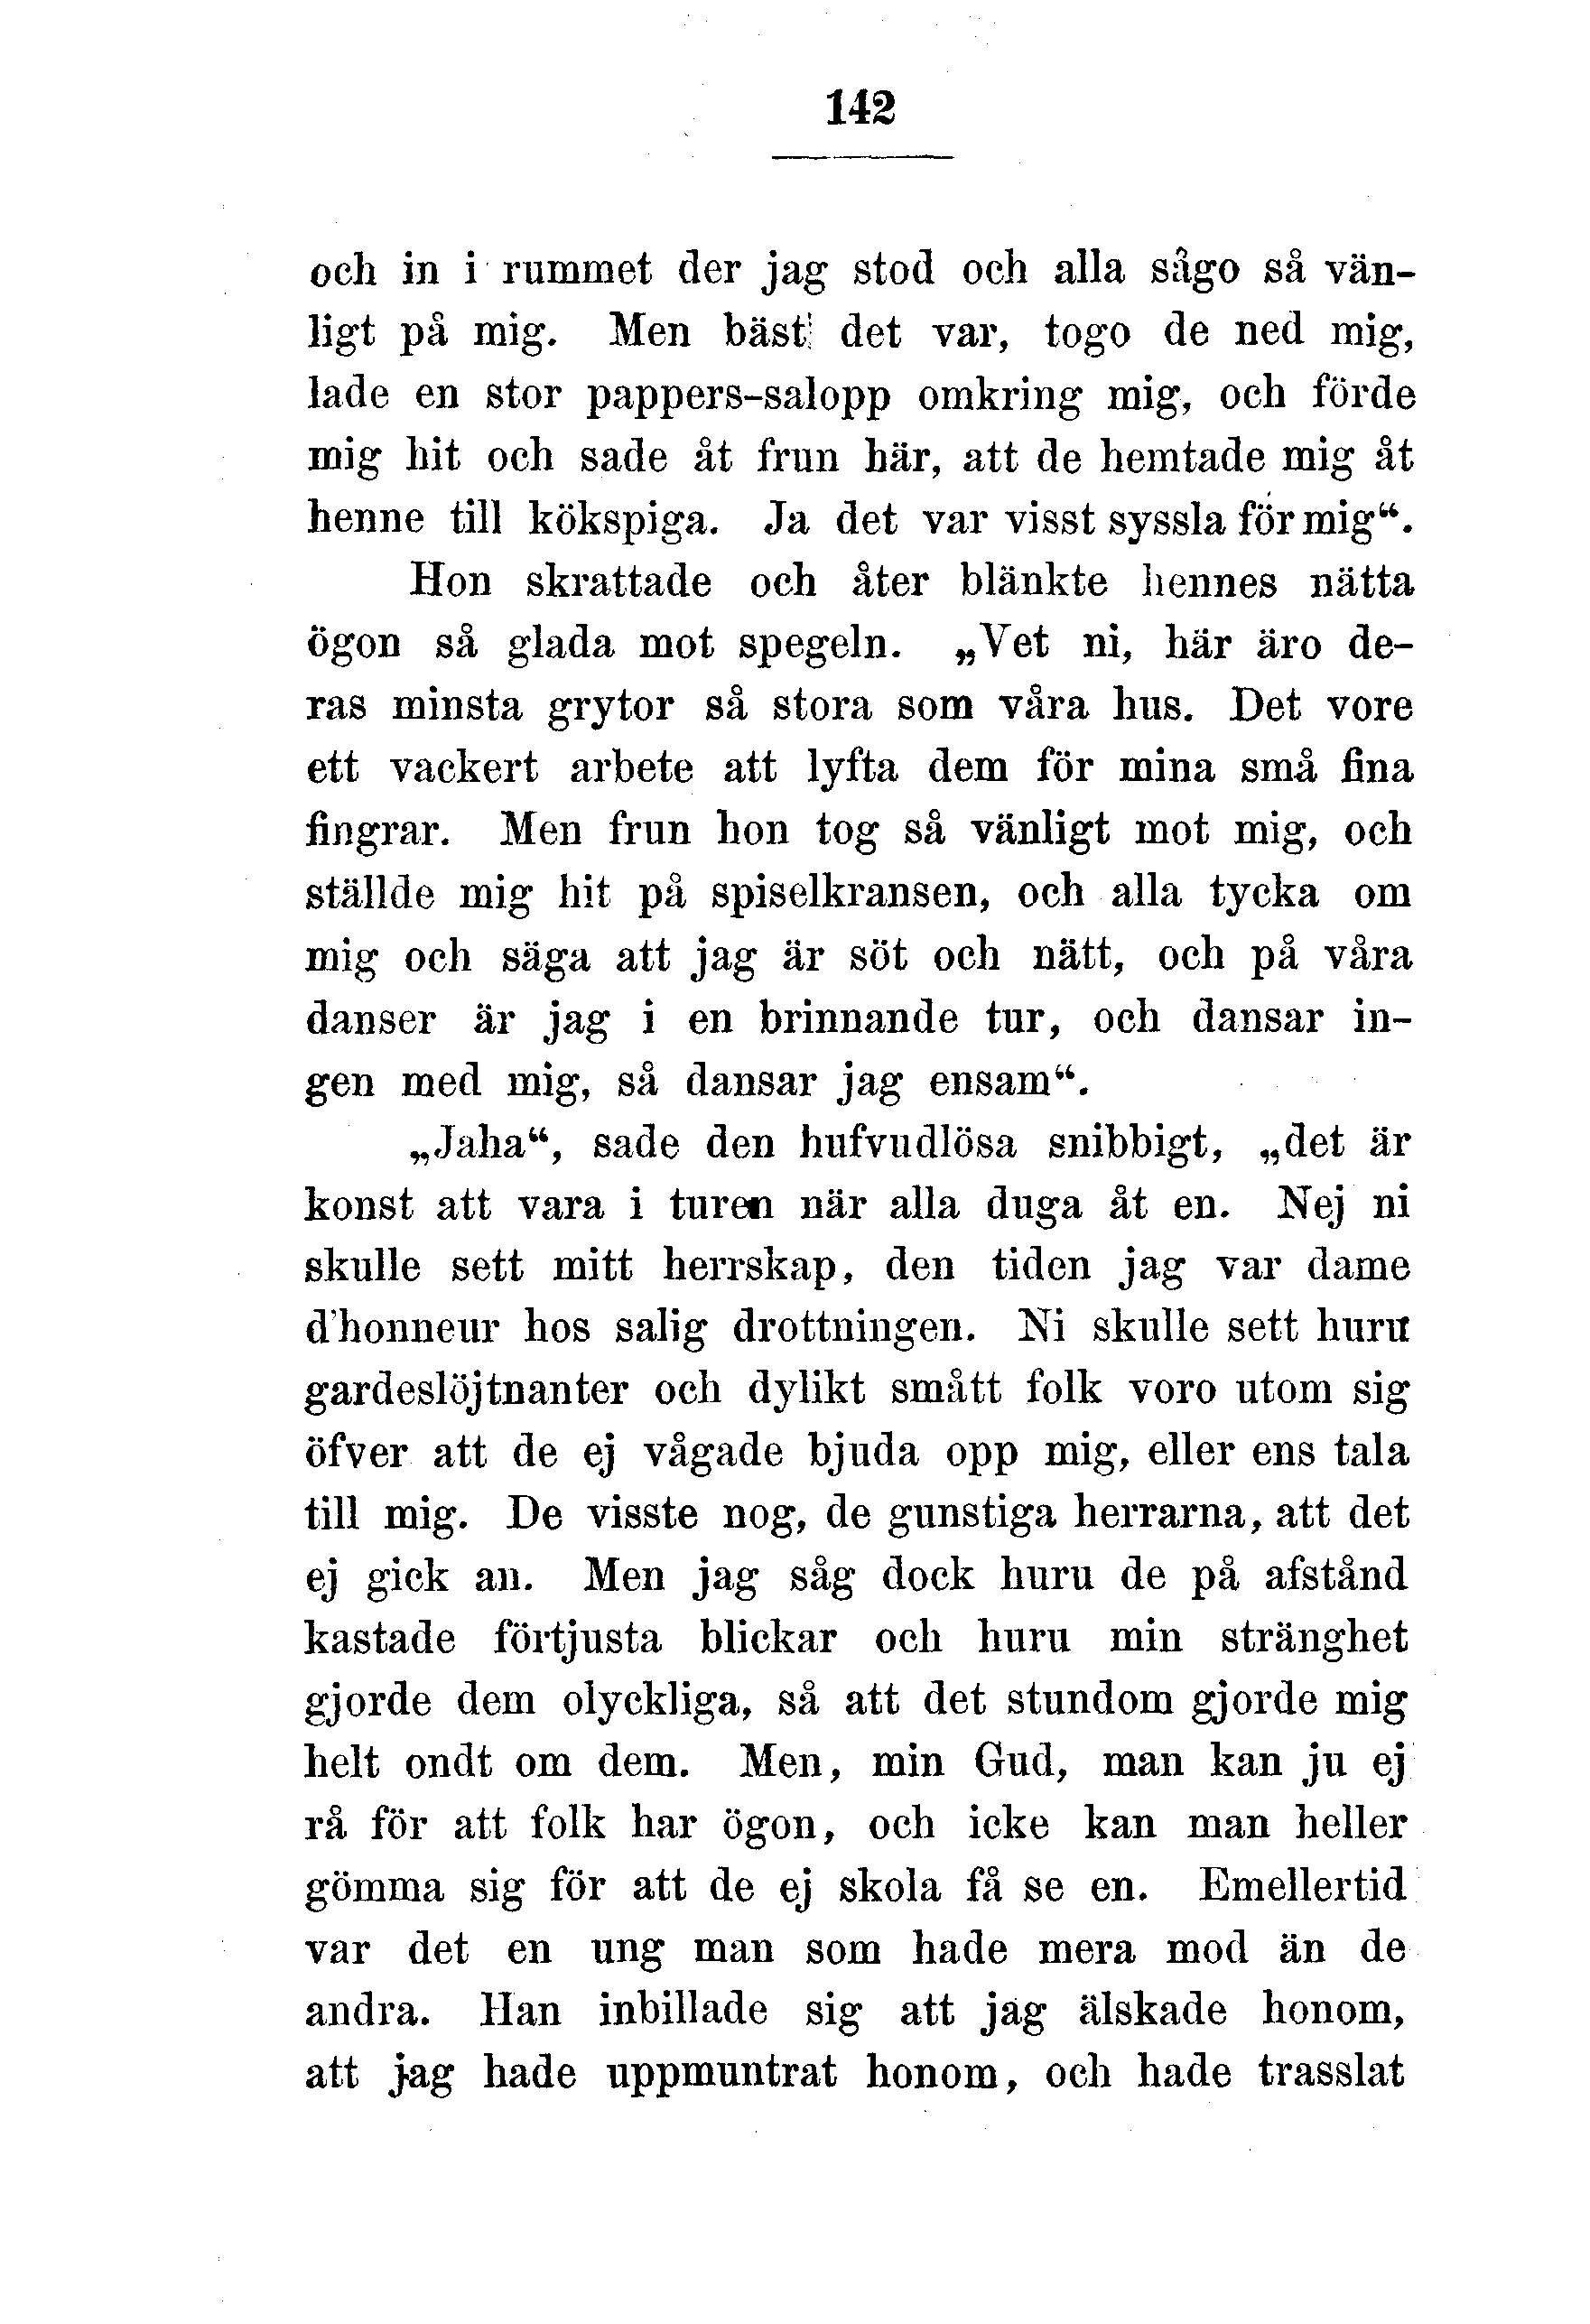 142
och in i rummet der jag stod och alla sågo så vän-
ligt på mig. Men bäst det var, togo de ned mig,
lade en stor pappers-salopp omkring mig, och förde
mig hit och sade åt frun här, att de hemtade mig åt
henne till kökspiga. Ja det var visst syssla för mig“.
Hon skrattade och åter blänkte hennes nätta
ögon så glada mot spegeln. „Vet ni, här äro de-
ras minsta grytor så stora som våra hus. Det vore
ett vackert arbete att lyfta dem för mina små fina
fingrar. Men frun hon tog så vänligt mot mig, och
ställde mig hit på spiselkransen, och alla tycka om
mig och säga att jag är söt och nätt, och på våra
danser är jag i en brinnande tur, och dansar in-
gen med mig, så dansar jag ensam“.
„Jaha“, sade den hufvudlösa snibbigt, „det är
konst att vara i turen när alla duga åt en. Nej ni
skulle sett mitt herrskap, den tiden jag var dame
d'honneur hos salig drottningen. Ni skulle sett huru
gardeslöjtnanter och dylikt smått folk voro utom sig
öfver att de ej vågade bjuda opp mig, eller ens tala
till mig. De visste nog, de gunstiga herrarna, att det
ej gick an. Men jag såg dock huru de på afstånd
kastade förtjusta blickar och huru min stränghet
gjorde dem olyckliga, så att det stundom gjorde mig
helt ondt om dem. Men, min Gud, man kan ju ej
rå för att folk har ögon, och icke kan man heller
gömma sig för att de ej skola få se en. Emellertid
var det en ung man som hade mera mod än de
andra. Han inbillade sig att jag älskade honom,
att jag hade uppmuntrat honom, och hade trasslat